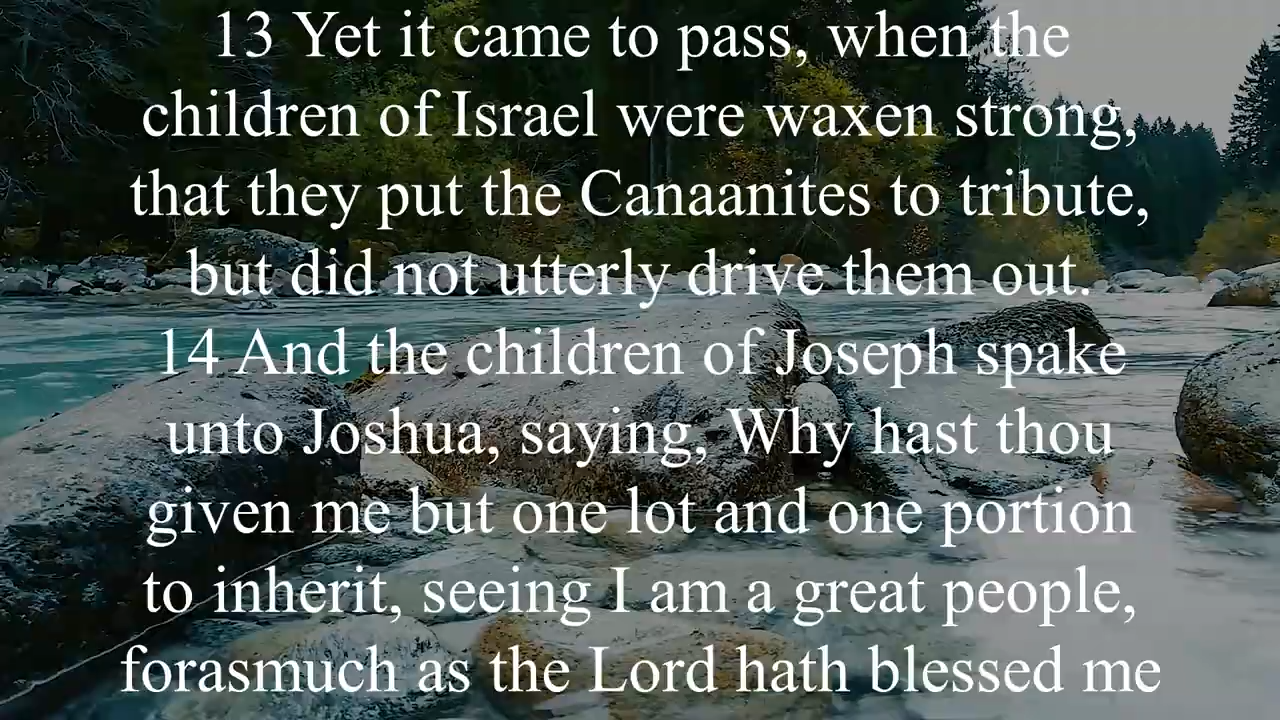 13 Yet it came to pass, when the
children of Israel were waxen strong,
that they put the Canaanites to tribute,
but did not utterly drive them out.
14 And the children of Joseph spake
unto Joshua, saying, Why hast thou
given me but one lot and one portion
to inherit, seeing I am a great people,
forasmuch as the Lord hath blessed me